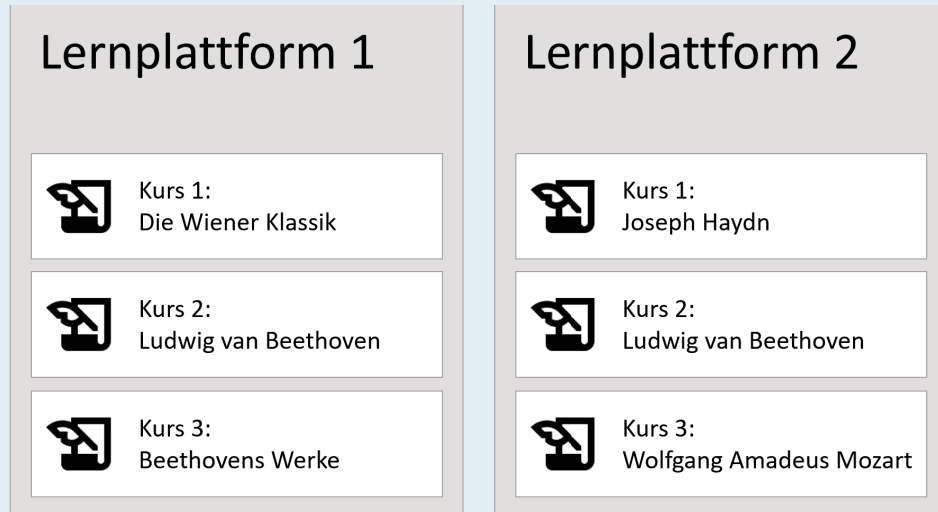 Lernplattform 1
Kurs 1:
Die Wiener Klassik
Kurs 2:
Ludwig van Beethoven
Kurs 3:
Beethovens Werke
Lernplattform 2
Kurs 1:
Joseph Haydn
Kurs 2:
Ludwig van Beethoven
Kurs 3:
Wolfgang Amadeus Mozart